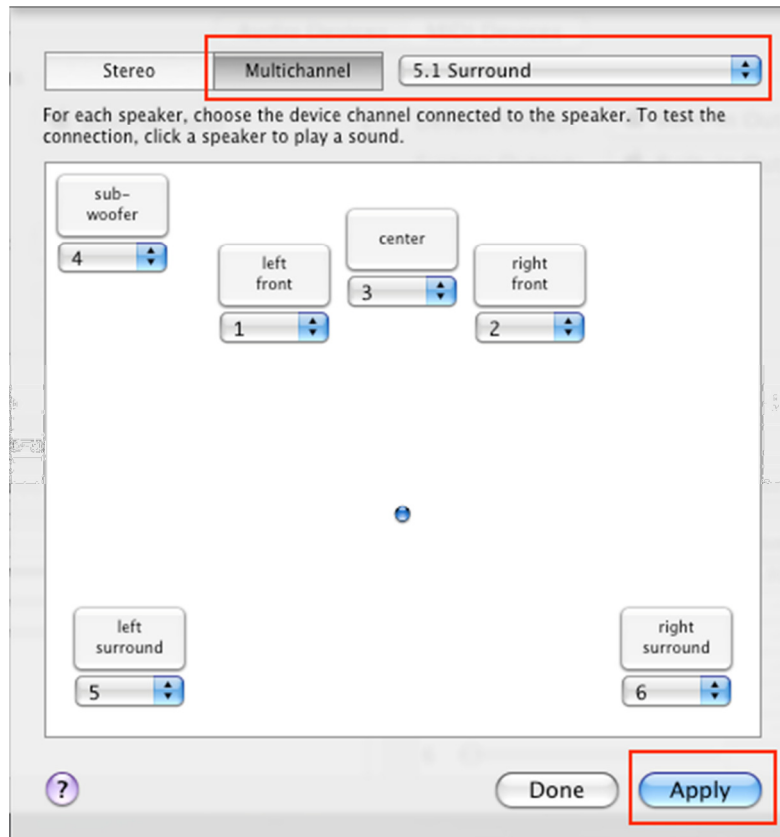 Stereo
Multichannel
5.1 Surround
For each speaker, choose the device channel connected to the speaker. To test the
connection, click a speaker to play a sound.
sub-
woofer
4
left
front
1
center
3
right
front
2
left
surround
5
right
surround
6
?
Done
Apply